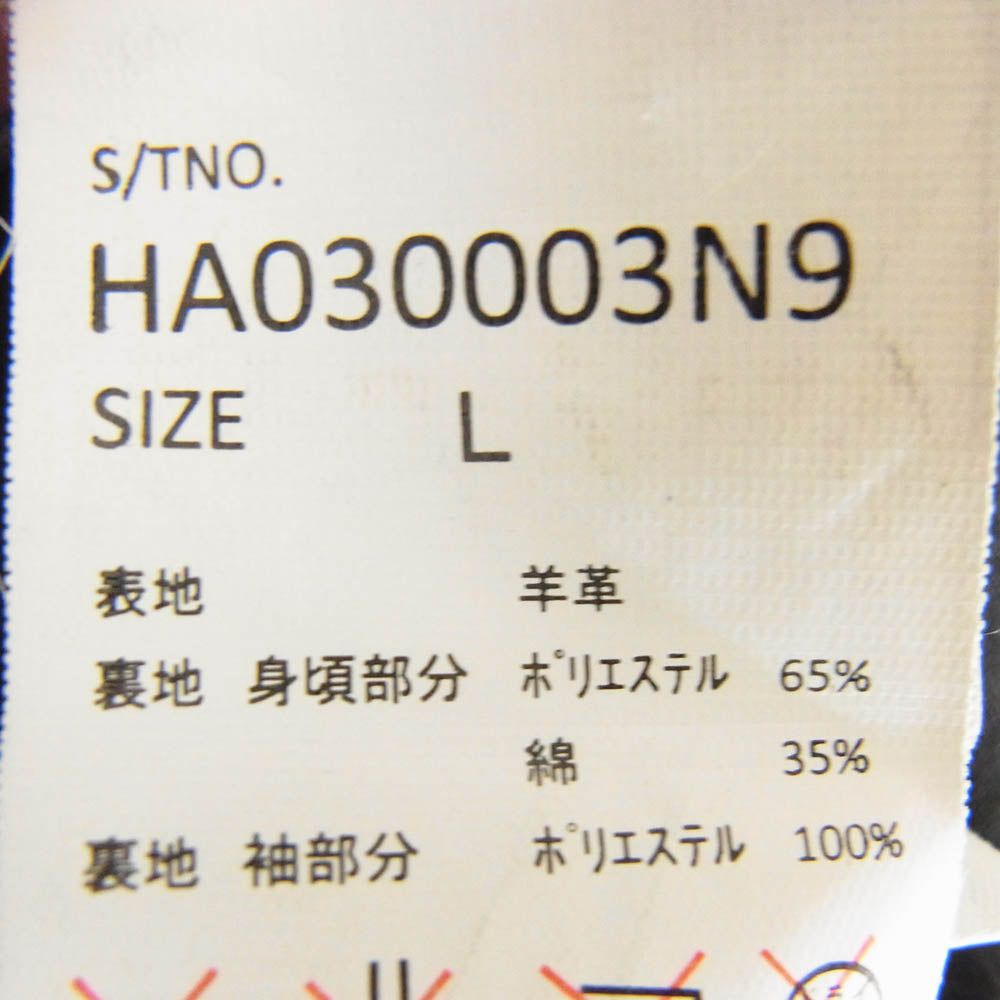 S/TNO.
HA030003N9
SIZE L
表地 羊革
裏地 身頃部分 ポリエステル 65%
綿 35%
裏地 袖部分 ポリエステル 100%